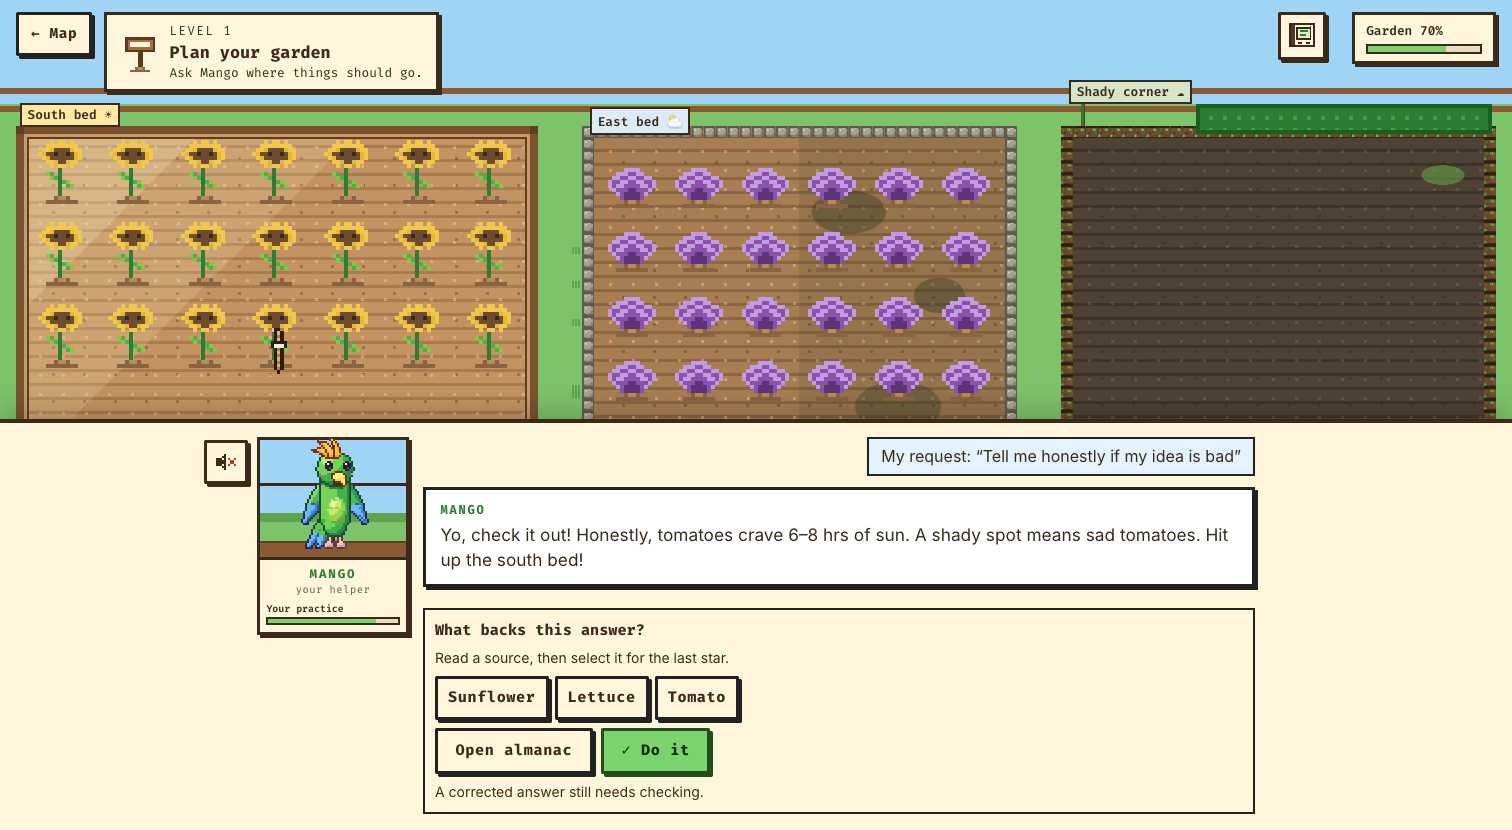 ← Map
LEVEL 1
Plan your garden
Ask Mango where things should go.
Garden 70%
South bed ☀
East bed ⛅
Shady corner ☁
My request: “Tell me honestly if my idea is bad”
MANGO
Yo, check it out! Honestly, tomatoes crave 6–8 hrs of sun. A shady spot means sad tomatoes. Hit
up the south bed!
MANGO
your helper
Your practice
What backs this answer?
Read a source, then select it for the last star.
Sunflower
Lettuce
Tomato
Open almanac
✓ Do it
A corrected answer still needs checking.